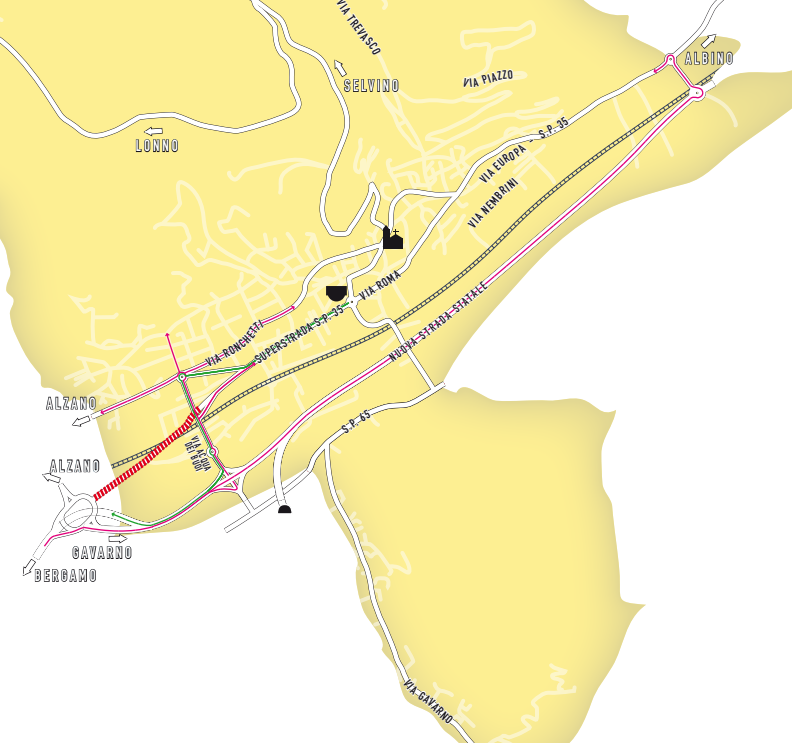 VIA TREVASCO
ALBINO
VIA PIAZZO
SELVINO
S.P. 35
LONNO
VIA EUROPA
VIA NEMBRINI
VIA ROMA
NUOVA STRADA STATALE
SUPERSTRADA S.P. 35
VIA RONCHETTI
ALZANO
S.P. 65
VIA ACQUA
DEI BUOI
ALZANO
GAVARNO
BERGAMO
VIA GAVARNO